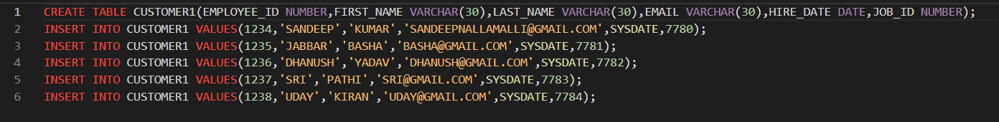 1 CREATE TABLE CUSTOMER1(EMPLOYEE_ID NUMBER,FIRST_NAME VARCHAR(30),LAST_NAME VARCHAR(30),EMAIL VARCHAR(30),HIRE_DATE DATE,JOB_ID NUMBER);
2 INSERT INTO CUSTOMER1 VALUES(1234,'SANDEEP','KUMAR','SANDEEPNALLAMALLI@GMAIL.COM',SYSDATE,7780);
3 INSERT INTO CUSTOMER1 VALUES(1235,'JABBAR','BASHA','BASHA@GMAIL.COM',SYSDATE,7781);
4 INSERT INTO CUSTOMER1 VALUES(1236,'DHANUSH','YADAV','DHANUSH@GMAIL.COM',SYSDATE,7782);
5 INSERT INTO CUSTOMER1 VALUES(1237,'SRI','PATHI','SRI@GMAIL.COM',SYSDATE,7783);
6 INSERT INTO CUSTOMER1 VALUES(1238,'UDAY','KIRAN','UDAY@GMAIL.COM',SYSDATE,7784);